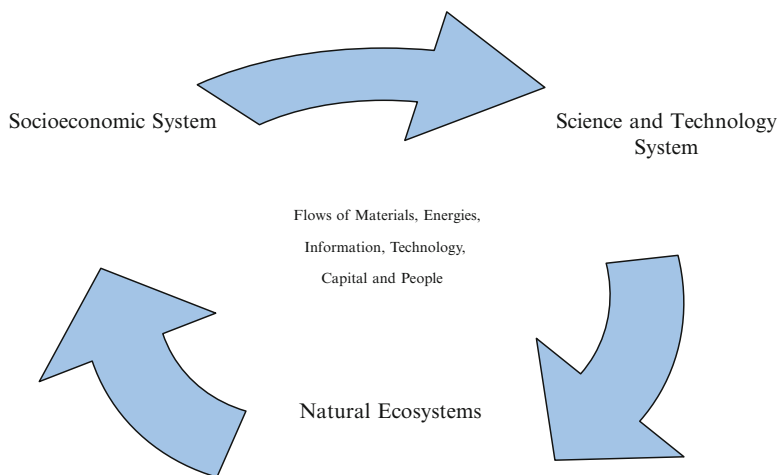 Socioeconomic System
Science and Technology
System
Flows of Materials, Energies,
Information, Technology,
Capital and People
Natural Ecosystems